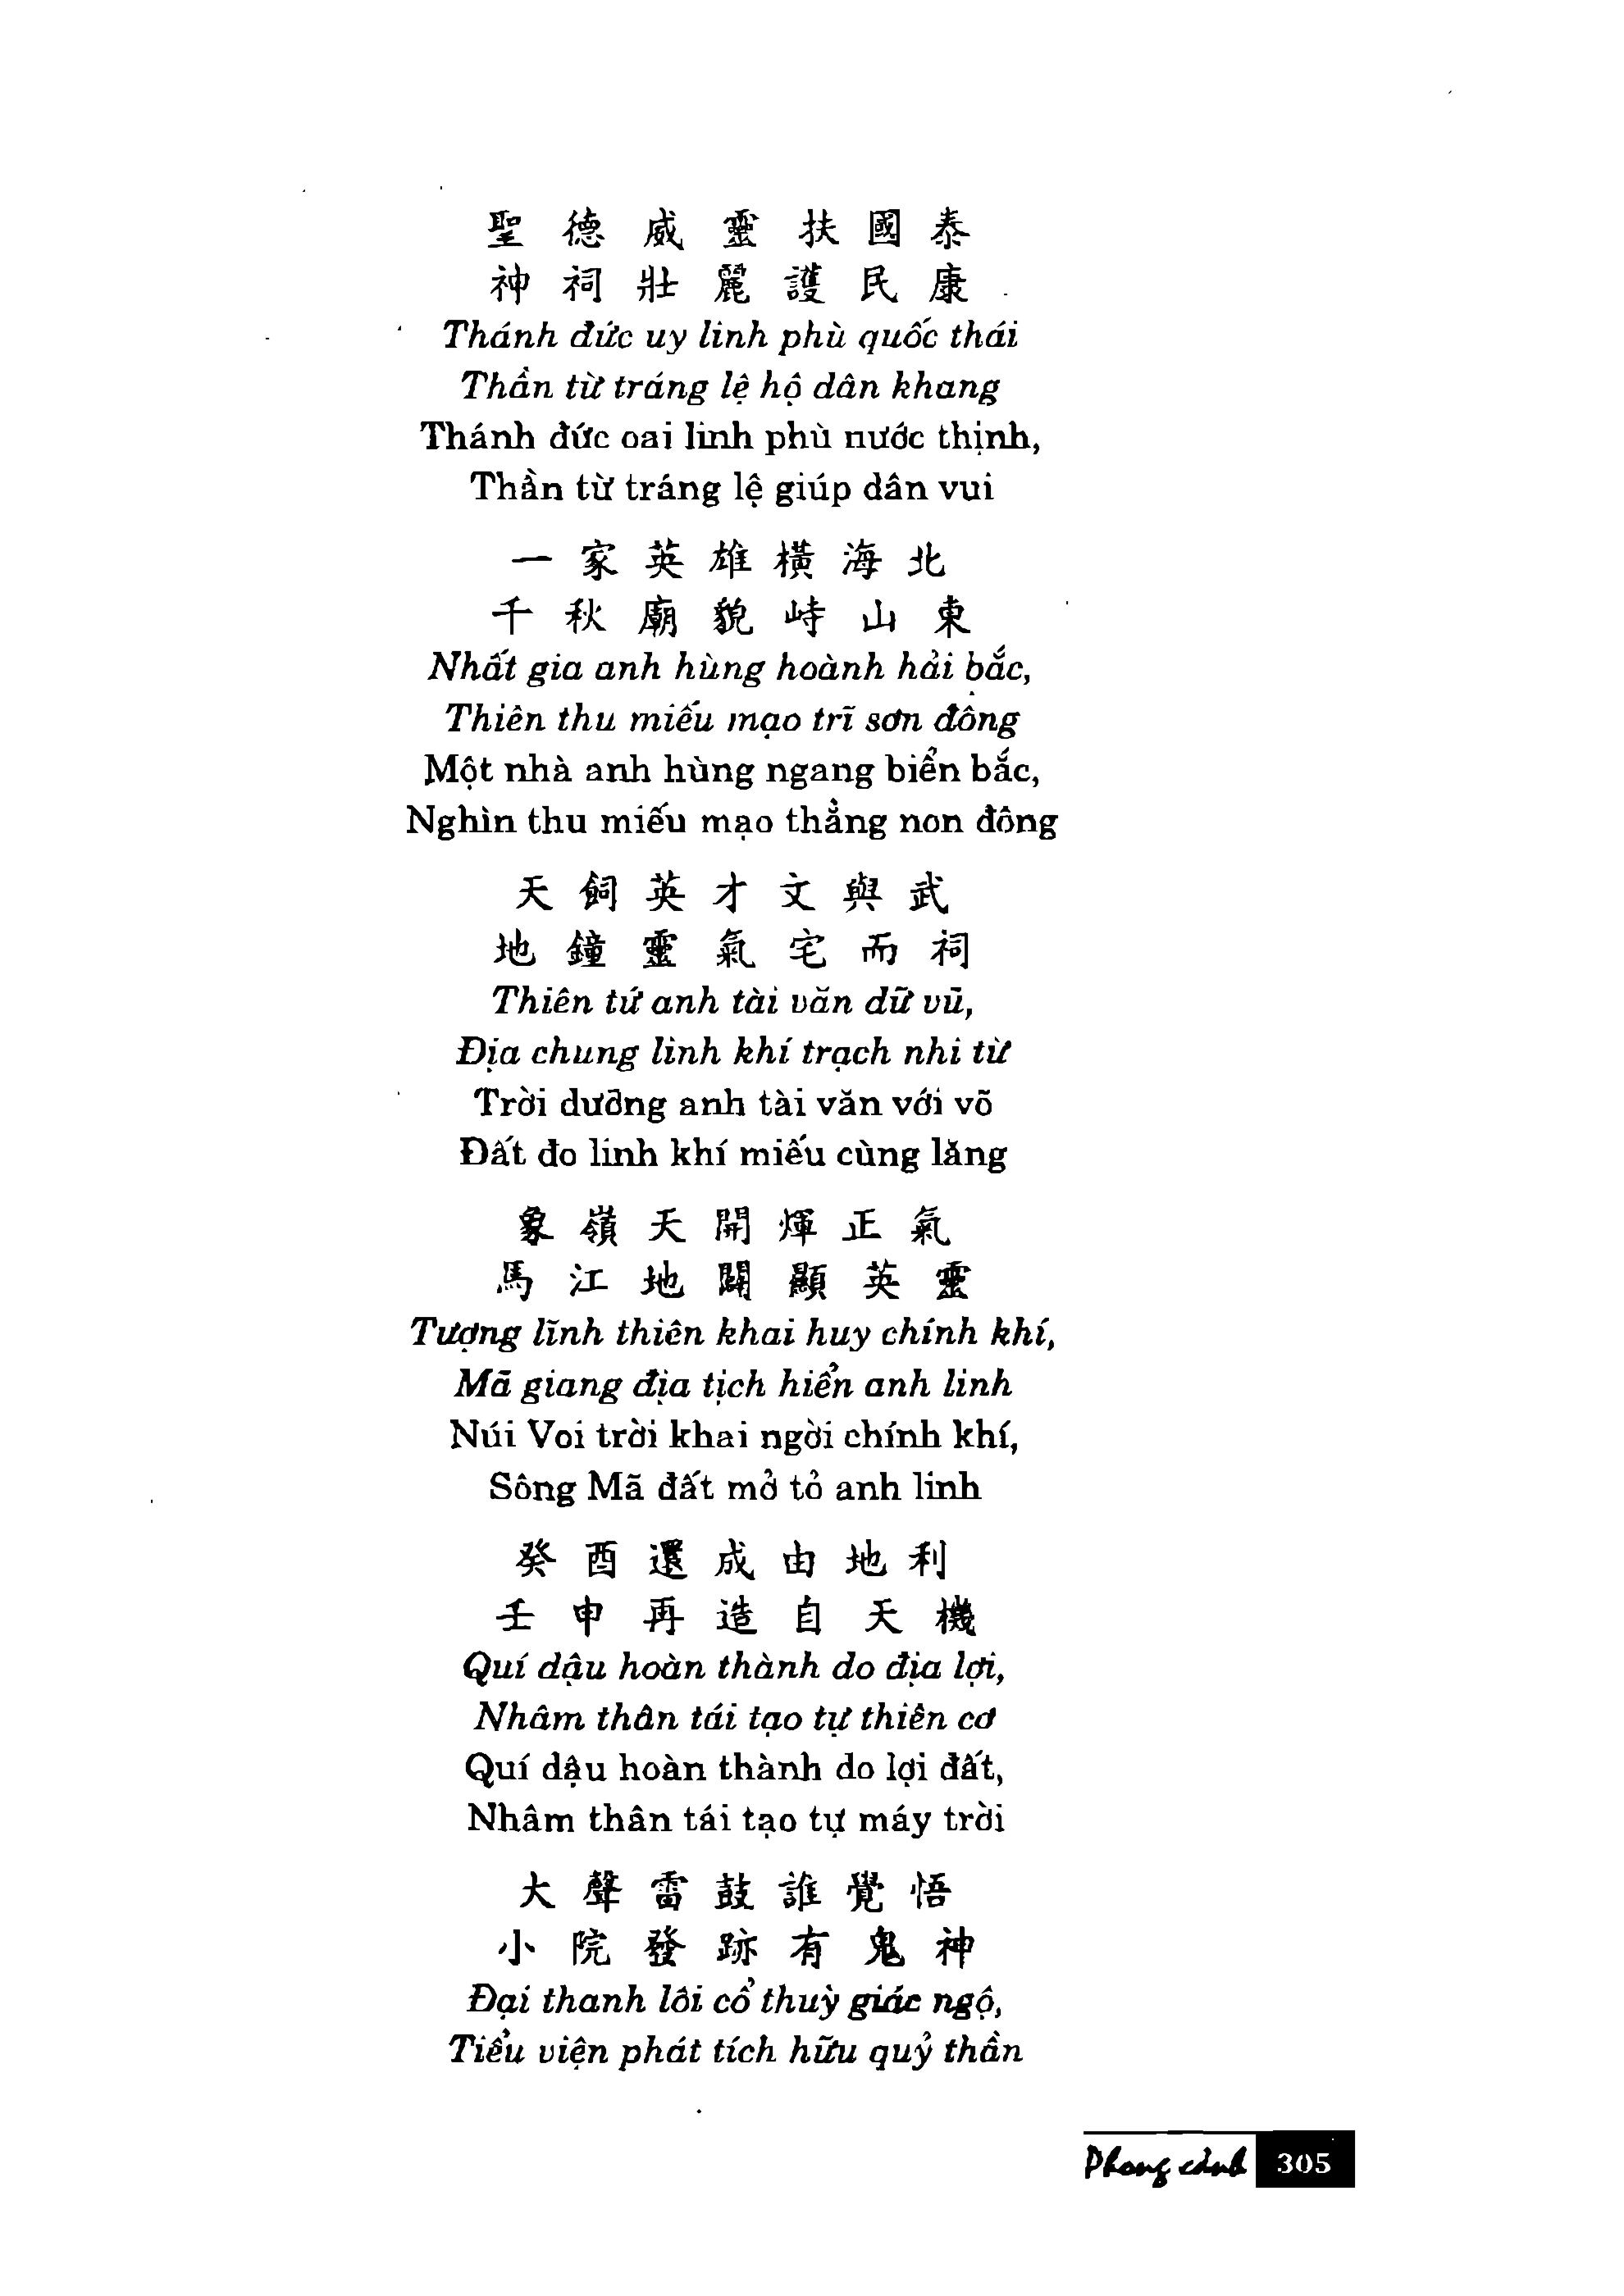 聖德威靈扶國泰
神祠壯麗護民康
Thánh đức uy linh phù quốc thái
Thần từ tráng lệ hộ dân khang
Thánh đức oai linh phù nước thịnh,
Thần từ tráng lệ giúp dân vui
一家英雄橫海北
千秋廟貌峙山東
Nhất gia anh hùng hoành hải bắc,
Thiên thu miếu mạo trĩ sơn đông
Một nhà anh hùng ngang biển bắc,
Nghìn thu miếu mạo thẳng non đông
天飼英才文與武
地鐘靈氣宅而祠
Thiên tứ anh tài văn dữ vũ,
Địa chung linh khí trạch nhi từ
Trời dưỡng anh tài văn với võ
Đất đo linh khí miếu cùng lăng
象嶺天開煇正氣
馬江地闢顯英靈
Tượng lĩnh thiên khai huy chính khí,
Mã giang địa tịch hiển anh linh
Núi Voi trời khai ngời chính khí,
Sông Mã đất mở tỏ anh linh
癸酉還成由地利
壬申再造自天機
Quí dậu hoàn thành do địa lợi,
Nhâm thân tái tạo tự thiên cơ
Quí dậu hoàn thành do lợi đất,
Nhâm thân tái tạo tự máy trời
大聲雷鼓誰覺悟
小院發跡有鬼神
Đại thanh lôi cổ thuỳ giác ngộ,
Tiểu viện phát tích hữu quỷ thần
Phong cảnh 305